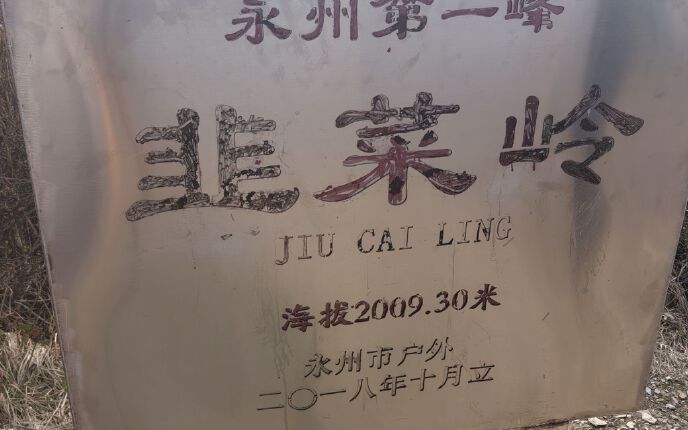 永州第一峰
韭菜岭
JIU CAI LING
海拔2009.30米
永州市户外
二〇一八年十月立